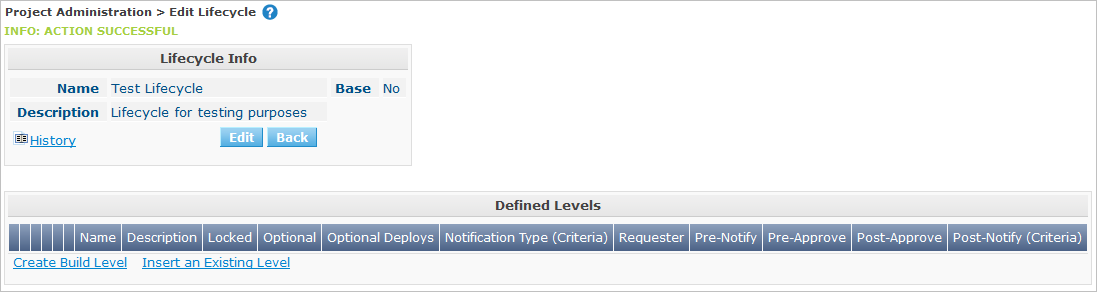 Project Administration > Edit Lifecycle ?
INFO: ACTION SUCCESSFUL
Lifecycle Info
Name Test Lifecycle Base No
Description Lifecycle for testing purposes
History Edit Back
Defined Levels
Name Description Locked Optional Optional Deploys Notification Type (Criteria) Requester Pre-Notify Pre-Approve Post-Approve Post-Notify (Criteria)
Create Build Level Insert an Existing Level